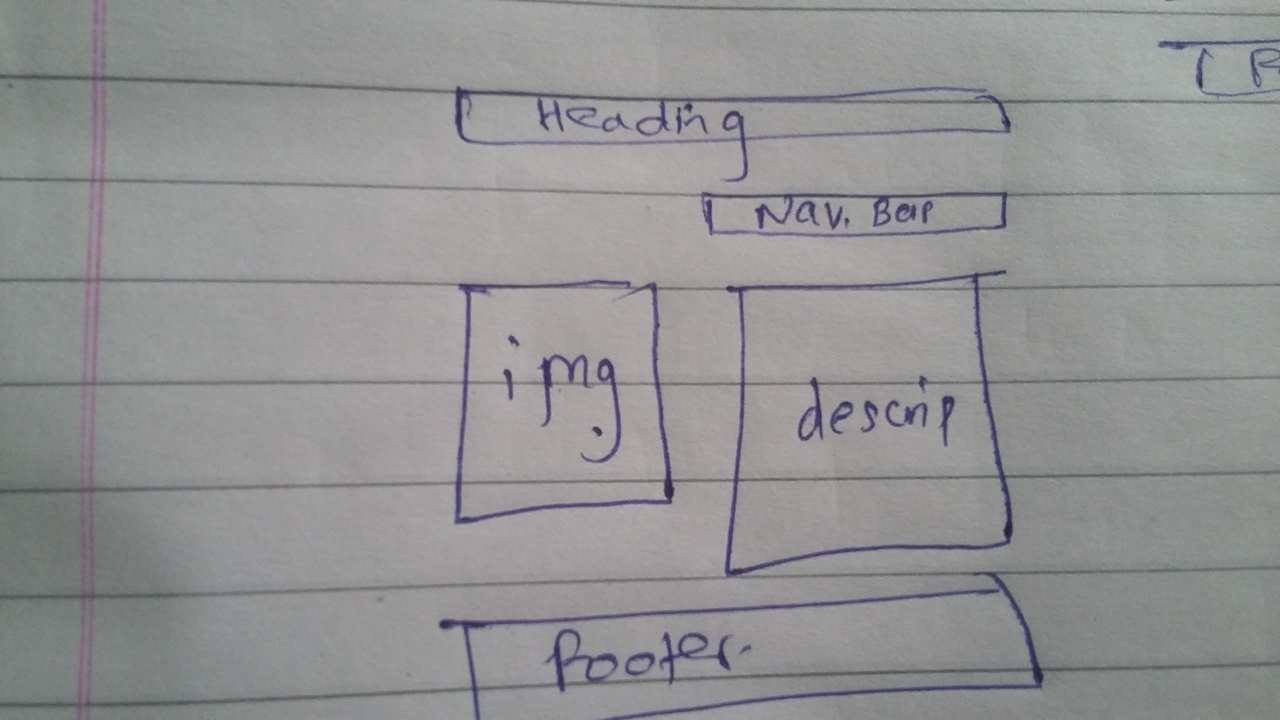 Heading
Nav. Bar
img
descrip
Footer.